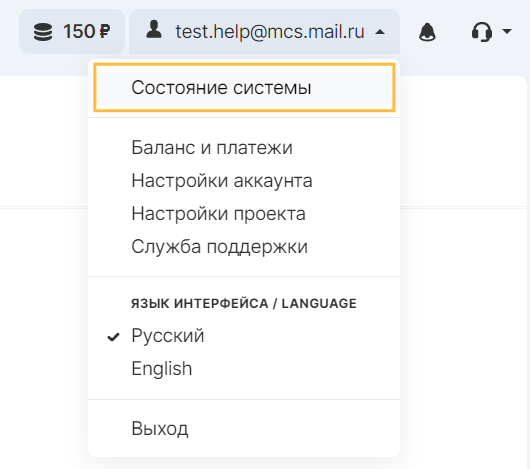 150 ₽ test.help@mcs.mail.ru
Состояние системы
Баланс и платежи
Настройки аккаунта
Настройки проекта
Служба поддержки
ЯЗЫК ИНТЕРФЕЙСА / LANGUAGE
Русский
English
Выход